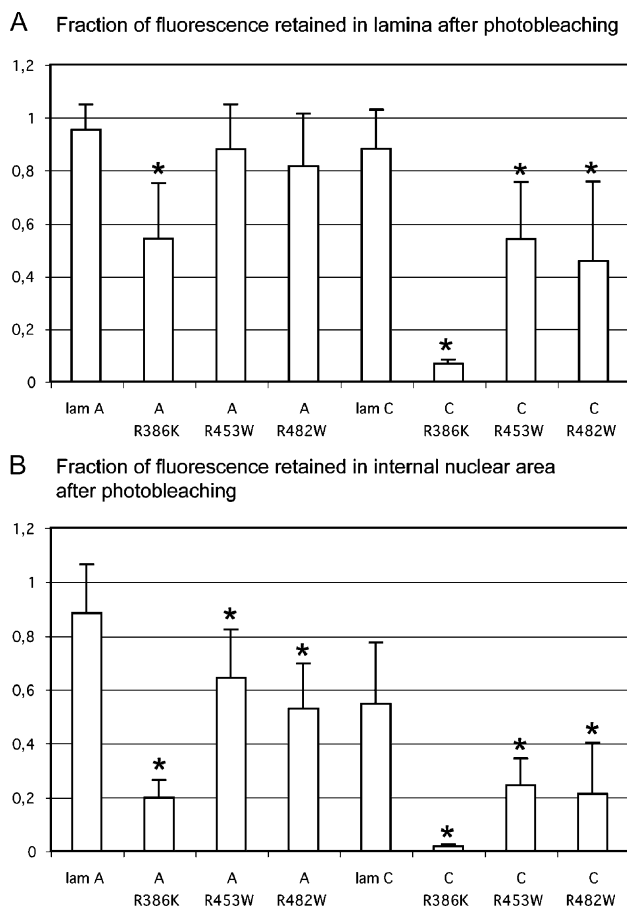 A Fraction of fluorescence retained in lamina after photobleaching
1,2
1
0,8
0,6
0,4
0,2
0
* * * * 
lam A A A A lam C C C C
R386K R453W R482W R386K R453W R482W
B Fraction of fluorescence retained in internal nuclear area
after photobleaching
1,2
1
0,8
0,6
0,4
0,2
0
* * * * * *
lam A A A A lam C C C C
R386K R453W R482W R386K R453W R482W